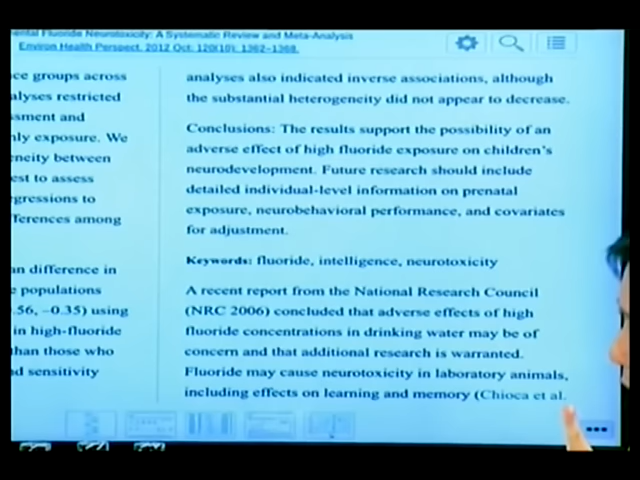 ental Fluoride Neurotoxicity: A Systematic Review and Meta-Analysis
Environ Health Perspect. 2012 Oct; 120(10): 1362–1368.
ce groups across
alyses restricted
ssment and
nly exposure. We
eneity between
est to assess
egressions to
fferences among
an difference in
e populations
.56, −0.35) using
in high-fluoride
than those who
d sensitivity
analyses also indicated inverse associations, although
the substantial heterogeneity did not appear to decrease.
Conclusions: The results support the possibility of an
adverse effect of high fluoride exposure on children's
neurodevelopment. Future research should include
detailed individual-level information on prenatal
exposure, neurobehavioral performance, and covariates
for adjustment.
Keywords: fluoride, intelligence, neurotoxicity
A recent report from the National Research Council
(NRC 2006) concluded that adverse effects of high
fluoride concentrations in drinking water may be of
concern and that additional research is warranted.
Fluoride may cause neurotoxicity in laboratory animals,
including effects on learning and memory (Chioca et al.